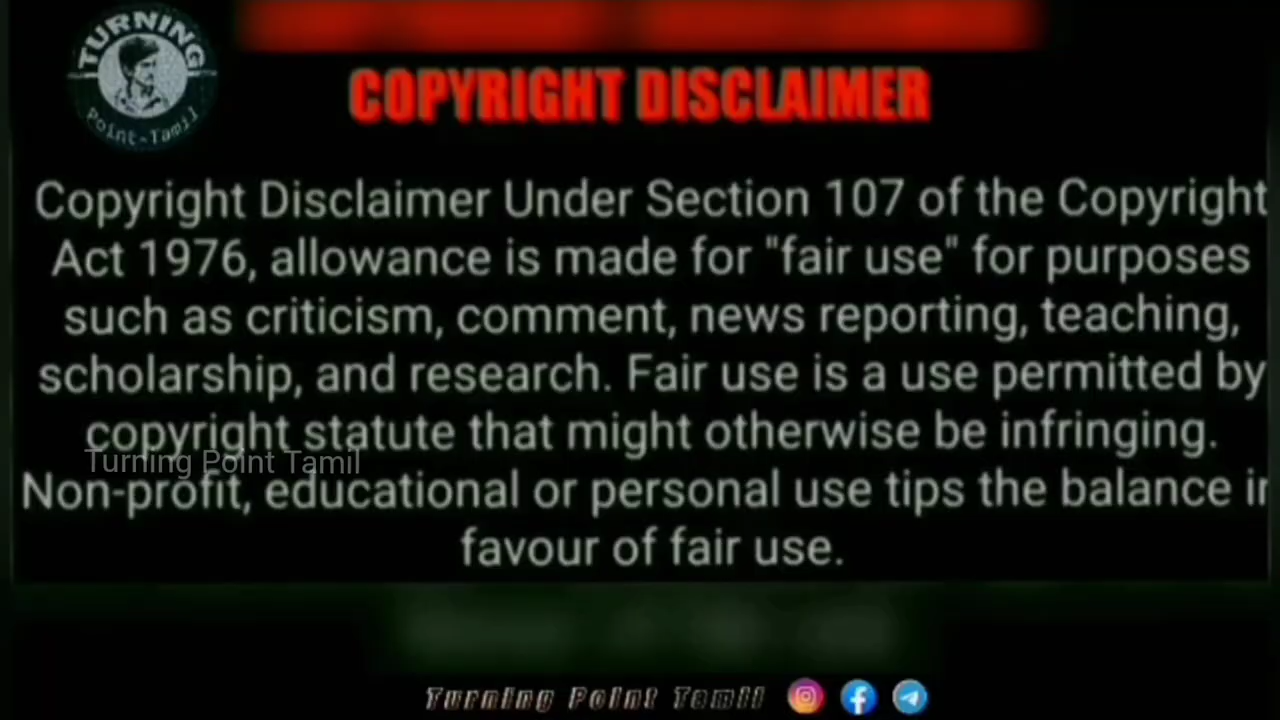 TURNING
Point-Tamil
COPYRIGHT DISCLAIMER
Copyright Disclaimer Under Section 107 of the Copyright
Act 1976, allowance is made for "fair use" for purposes
such as criticism, comment, news reporting, teaching,
scholarship, and research. Fair use is a use permitted by
copyright statute that might otherwise be infringing.
Turning Point Tamil
Non-profit, educational or personal use tips the balance in
favour of fair use.
Turning Point Tamil